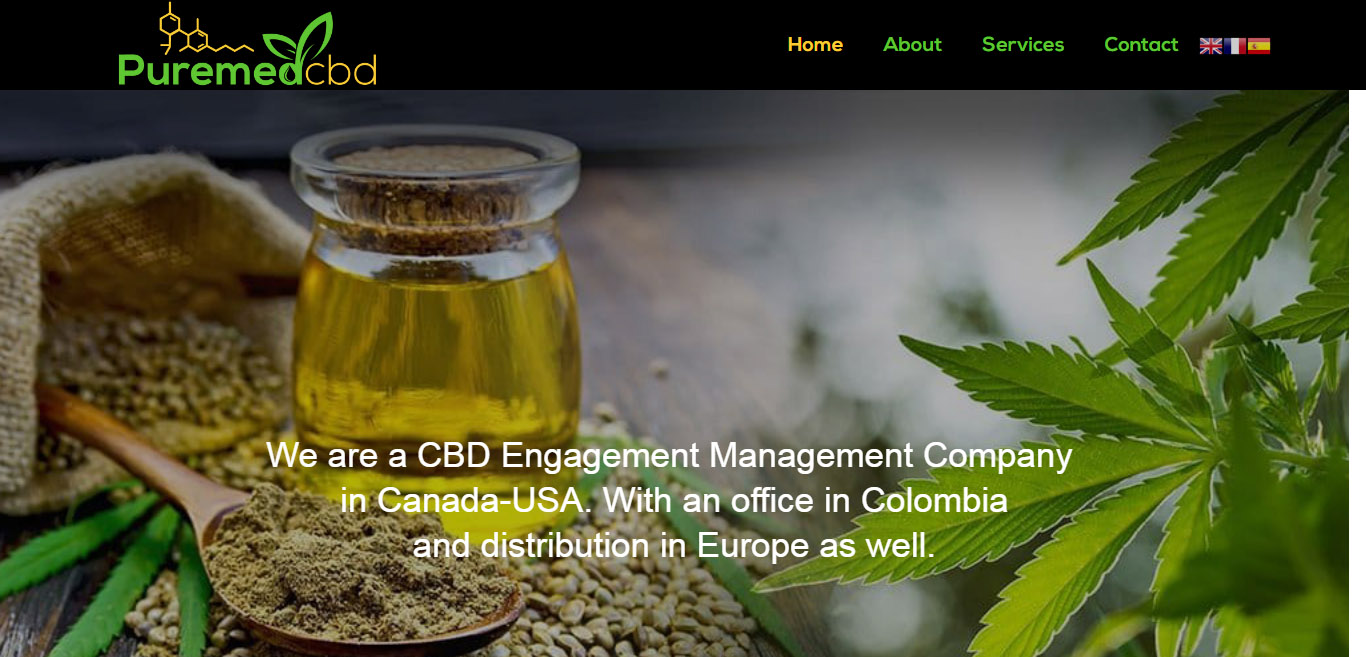 Puremedcbd
Home About Services Contact
We are a CBD Engagement Management Company
in Canada-USA. With an office in Colombia
and distribution in Europe as well.